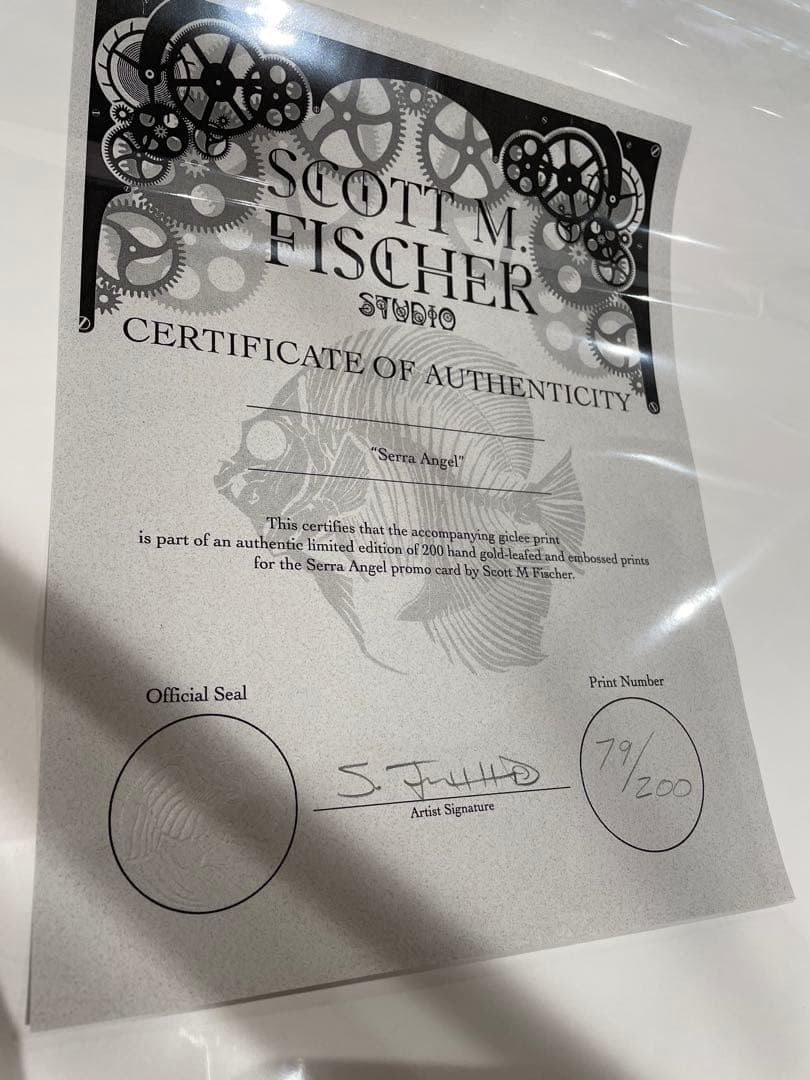 SCOTT M.
FISCHER
STUDIO
CERTIFICATE OF AUTHENTICITY
"Serra Angel"
This certifies that the accompanying giclee print
is part of an authentic limited edition of 200 hand gold-leafed and embossed prints
for the Serra Angel promo card by Scott M Fischer.
Official Seal
Print Number
79/200
Artist Signature